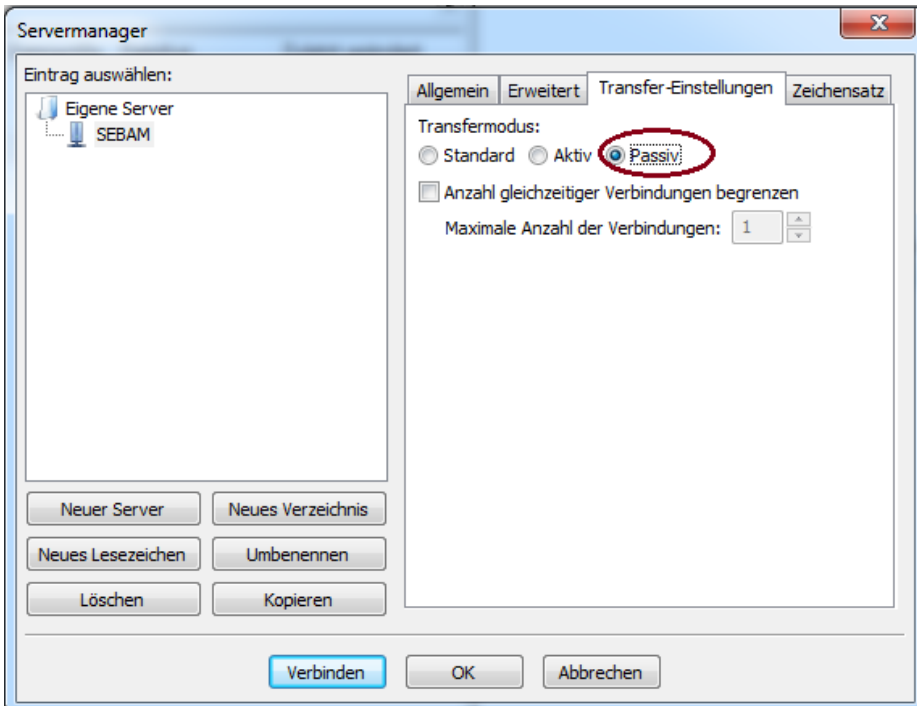 Servermanager
Eintrag auswählen:
Eigene Server
SEBAM
Neuer Server
Neues Verzeichnis
Neues Lesezeichen
Umbenennen
Löschen
Kopieren
Allgemein
Erweitert
Transfer-Einstellungen
Zeichensatz
Transfermodus:
Standard
Aktiv
Passiv
Anzahl gleichzeitiger Verbindungen begrenzen
Maximale Anzahl der Verbindungen: 1
Verbinden
OK
Abbrechen